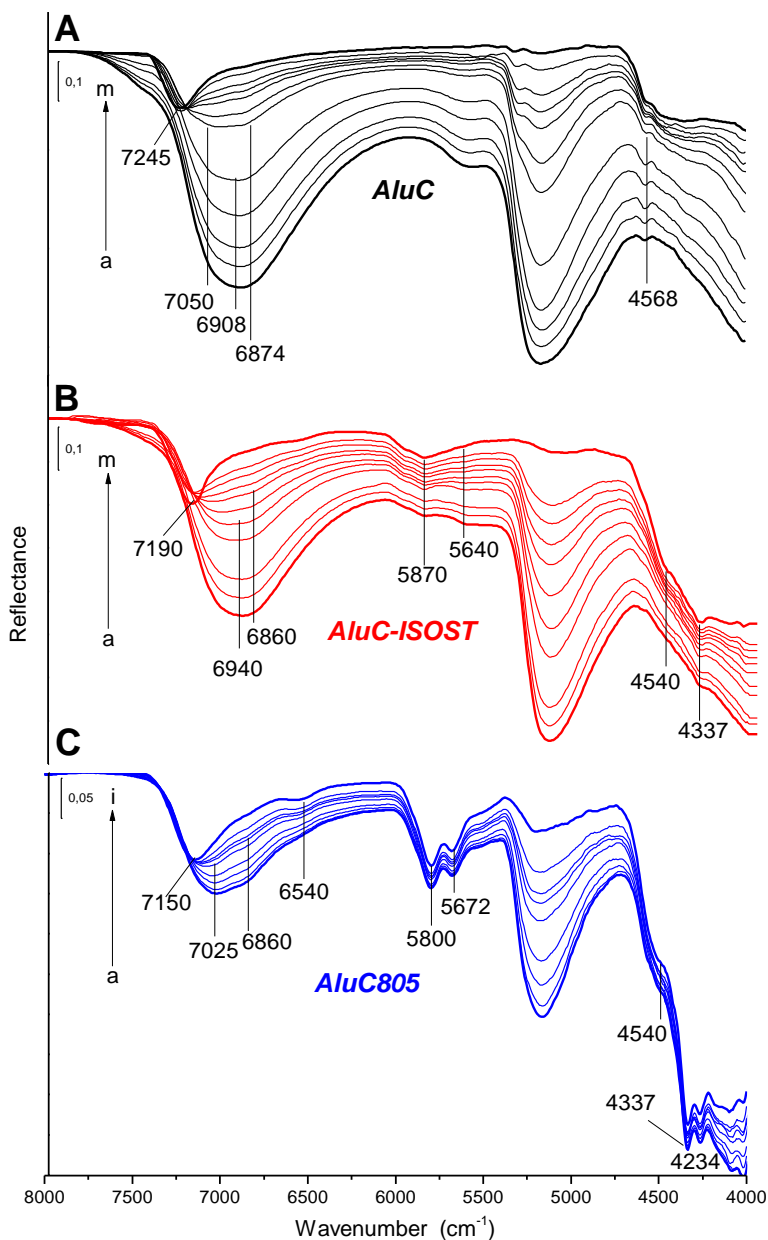 A
0,1
m
7245
AluC
a
7050
6908
6874
4568
B
0,1
m
7190
5870
5640
a
6860
AluC-ISOST
6940
4540
4337
Reflectance
C
0,05
i
7150
6540
7025
6860
5800
5672
a
AluC805
4540
4337
4234
8000 7500 7000 6500 6000 5500 5000 4500 4000
Wavenumber (cm⁻¹)